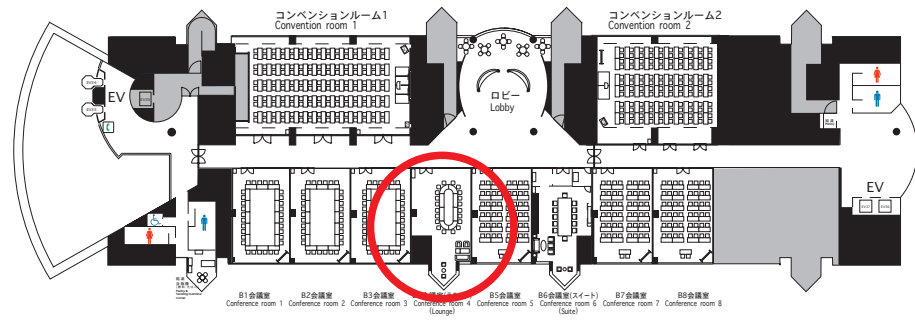 コンベンションルーム1
Convention room 1
コンベンションルーム2
Convention room 2
ロビー
Lobby
EV
EV
B1会議室
Conference room 1
B2会議室
Conference room 2
B3会議室
Conference room 3
Conference room 4
(Lounge)
B5会議室
Conference room 5
B6会議室(スイート)
Conference room 6
(Suite)
B7会議室
Conference room 7
B8会議室
Conference room 8